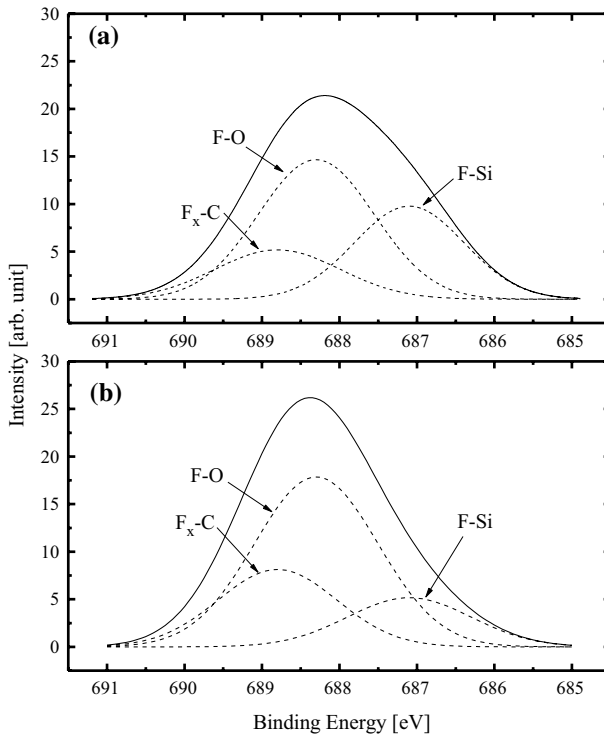 30
(a)
25
20
F-O
15
F-Si
10
Fₓ-C
5
0
691 690 689 688 687 686 685
Intensity [arb. unit]
30
(b)
25
20
F-O
15
Fₓ-C
F-Si
10
5
0
691 690 689 688 687 686 685
Binding Energy [eV]